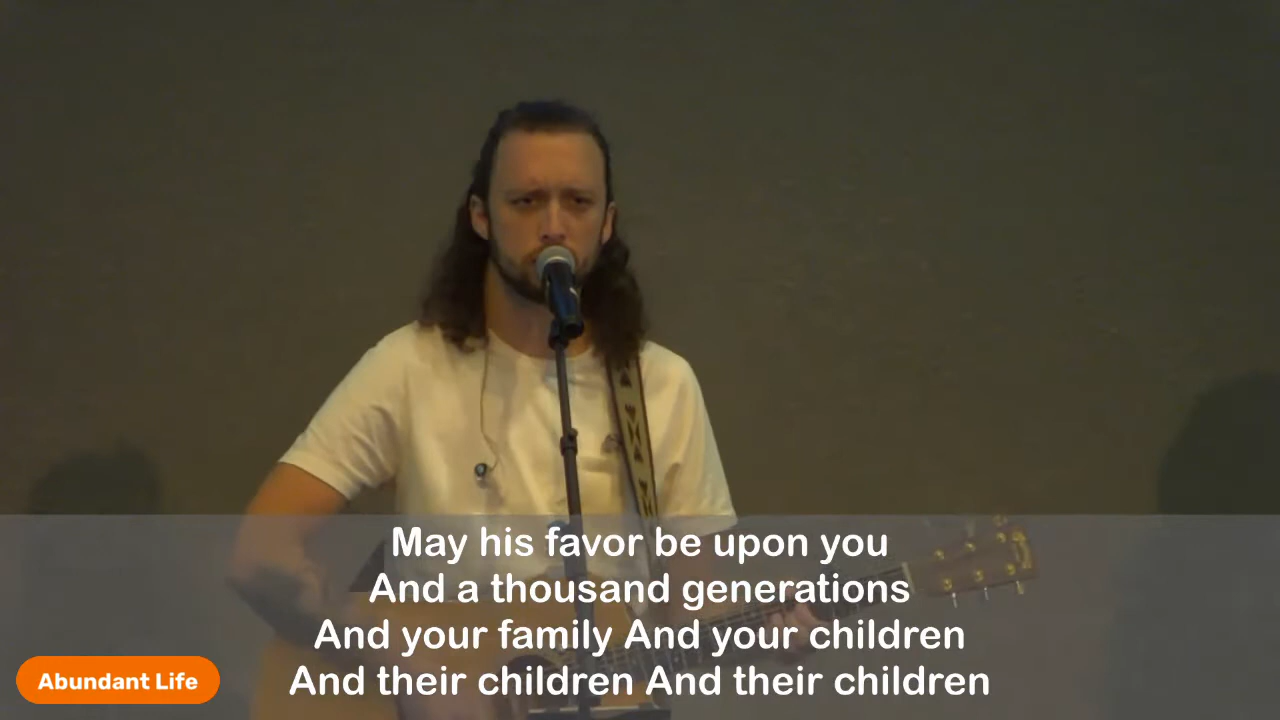 May his favor be upon you
And a thousand generations
And your family And your children
And their children And their children
Abundant Life